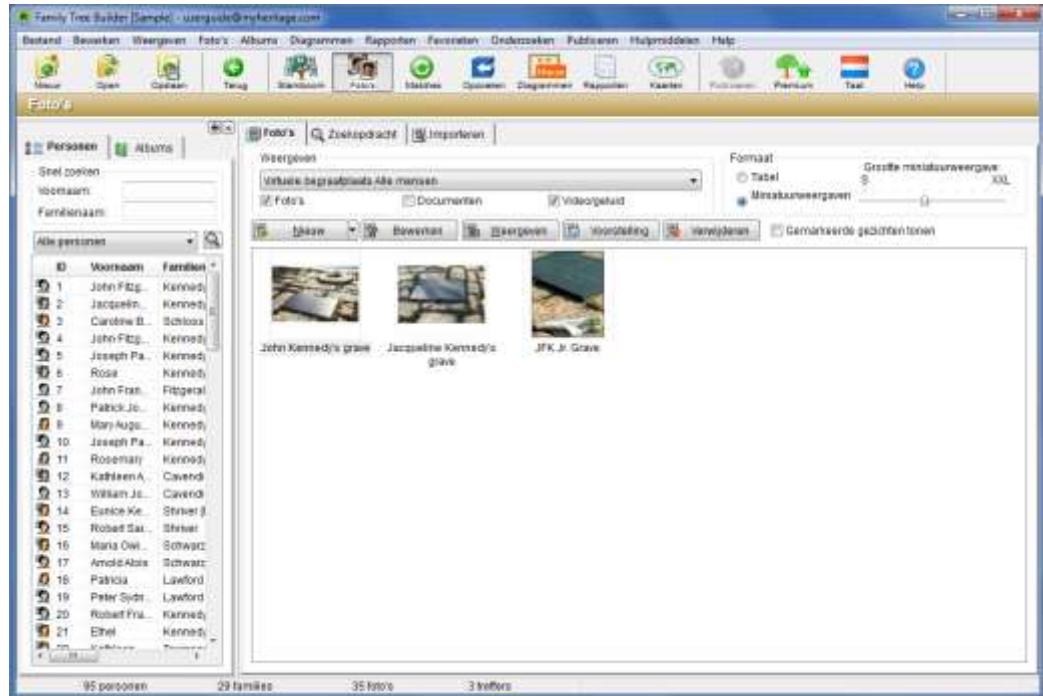 Family Tree Builder [Sample] - userguide@myheritage.com
Bestand Bewerken Weergeven Foto's Albums Diagrammen Rapporten Favorieten Onderzoeken Publiceren Hulpmiddelen Help
Nieuw Open Opslaan Terug Stamboom Foto's Matches Opzoeken Diagrammen Rapporten Kaarten Publiceren Premium Taal Help
Foto's
Personen Albums
Foto's Zoekopdracht Importeren
Snel zoeken
Voornaam:
Familienaam:
Alle personen
Weergeven
Virtuele begraafplaats Alle mensen
Foto's Documenten Video/geluid
Formaat
Tabel
Miniatuurweergaven
Grootte miniatuurweergave
S XXL
Nieuw Bewerken Weergeven Voorstelling Verwijderen Gemarkeerde gezichten tonen
ID Voornaam Familien
1 John Fitzg... Kennedy
2 Jacquelin... Kennedy
3 Caroline B... Schloss
4 John Fitzg... Kennedy
5 Joseph Pa... Kennedy
6 Rose Kennedy
7 John Fran... Fitzgeral
8 Patrick Jo... Kennedy
9 Mary Augu... Kennedy
10 Joseph Pa... Kennedy
11 Rosemary Kennedy
12 Kathleen A... Cavendi
13 William Jo... Cavendi
14 Eunice Ke... Shriver (
15 Robert Sar... Shriver
16 Maria Owi... Schwarz
17 Arnold Alois Schwarz
18 Patricia Lawford
19 Peter Sydn... Lawford
20 Robert Fra... Kennedy
21 Ethel Kennedy
John Kennedy's grave
Jacqueline Kennedy's grave
JFK Jr. Grave
95 personen 29 families 35 foto's 3 treffers